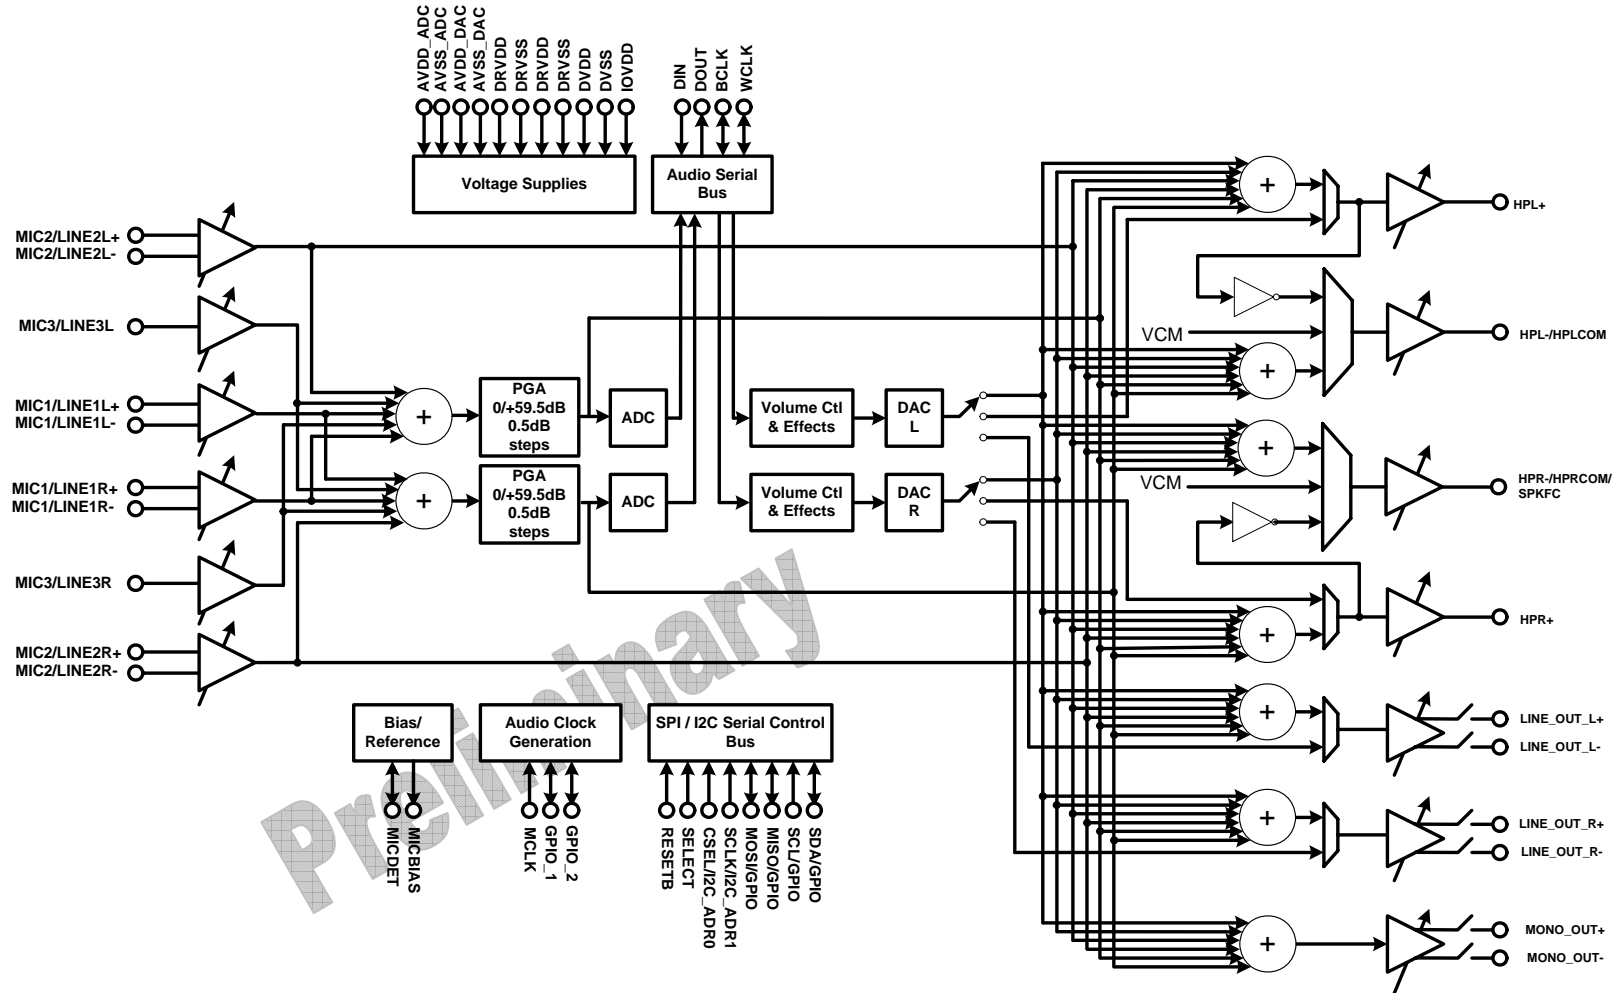 AVDD_ADC
AVSS_ADC
AVDD_DAC
AVSS_DAC
DRVDD
DRVSS
DRVDD
DRVSS
DVDD
DVSS
IOVDD
DIN
DOUT
BCLK
WCLK
Voltage Supplies
Audio Serial
Bus
MIC2/LINE2L+
MIC2/LINE2L-
MIC3/LINE3L
MIC1/LINE1L+
MIC1/LINE1L-
MIC1/LINE1R+
MIC1/LINE1R-
MIC3/LINE3R
MIC2/LINE2R+
MIC2/LINE2R-
+
+
PGA
0/+59.5dB
0.5dB
steps
PGA
0/+59.5dB
0.5dB
steps
ADC
ADC
Volume Ctl
& Effects
DAC
L
Volume Ctl
& Effects
DAC
R
+
HPL+
VCM
+
HPL-/HPLCOM
+
VCM
HPR-/HPRCOM/
SPKFC
+
HPR+
+
LINE_OUT_L+
LINE_OUT_L-
+
LINE_OUT_R+
LINE_OUT_R-
+
MONO_OUT+
MONO_OUT-
Preliminary
Bias/
Reference
Audio Clock
Generation
SPI / I2C Serial Control
Bus
MICDET
MICBIAS
MCLK
GPIO_1
GPIO_2
RESETB
SELECT
CSEL/I2C_ADR0
SCLK/I2C_ADR1
MOSI/GPIO
MISO/GPIO
SCL/GPIO
SDA/GPIO